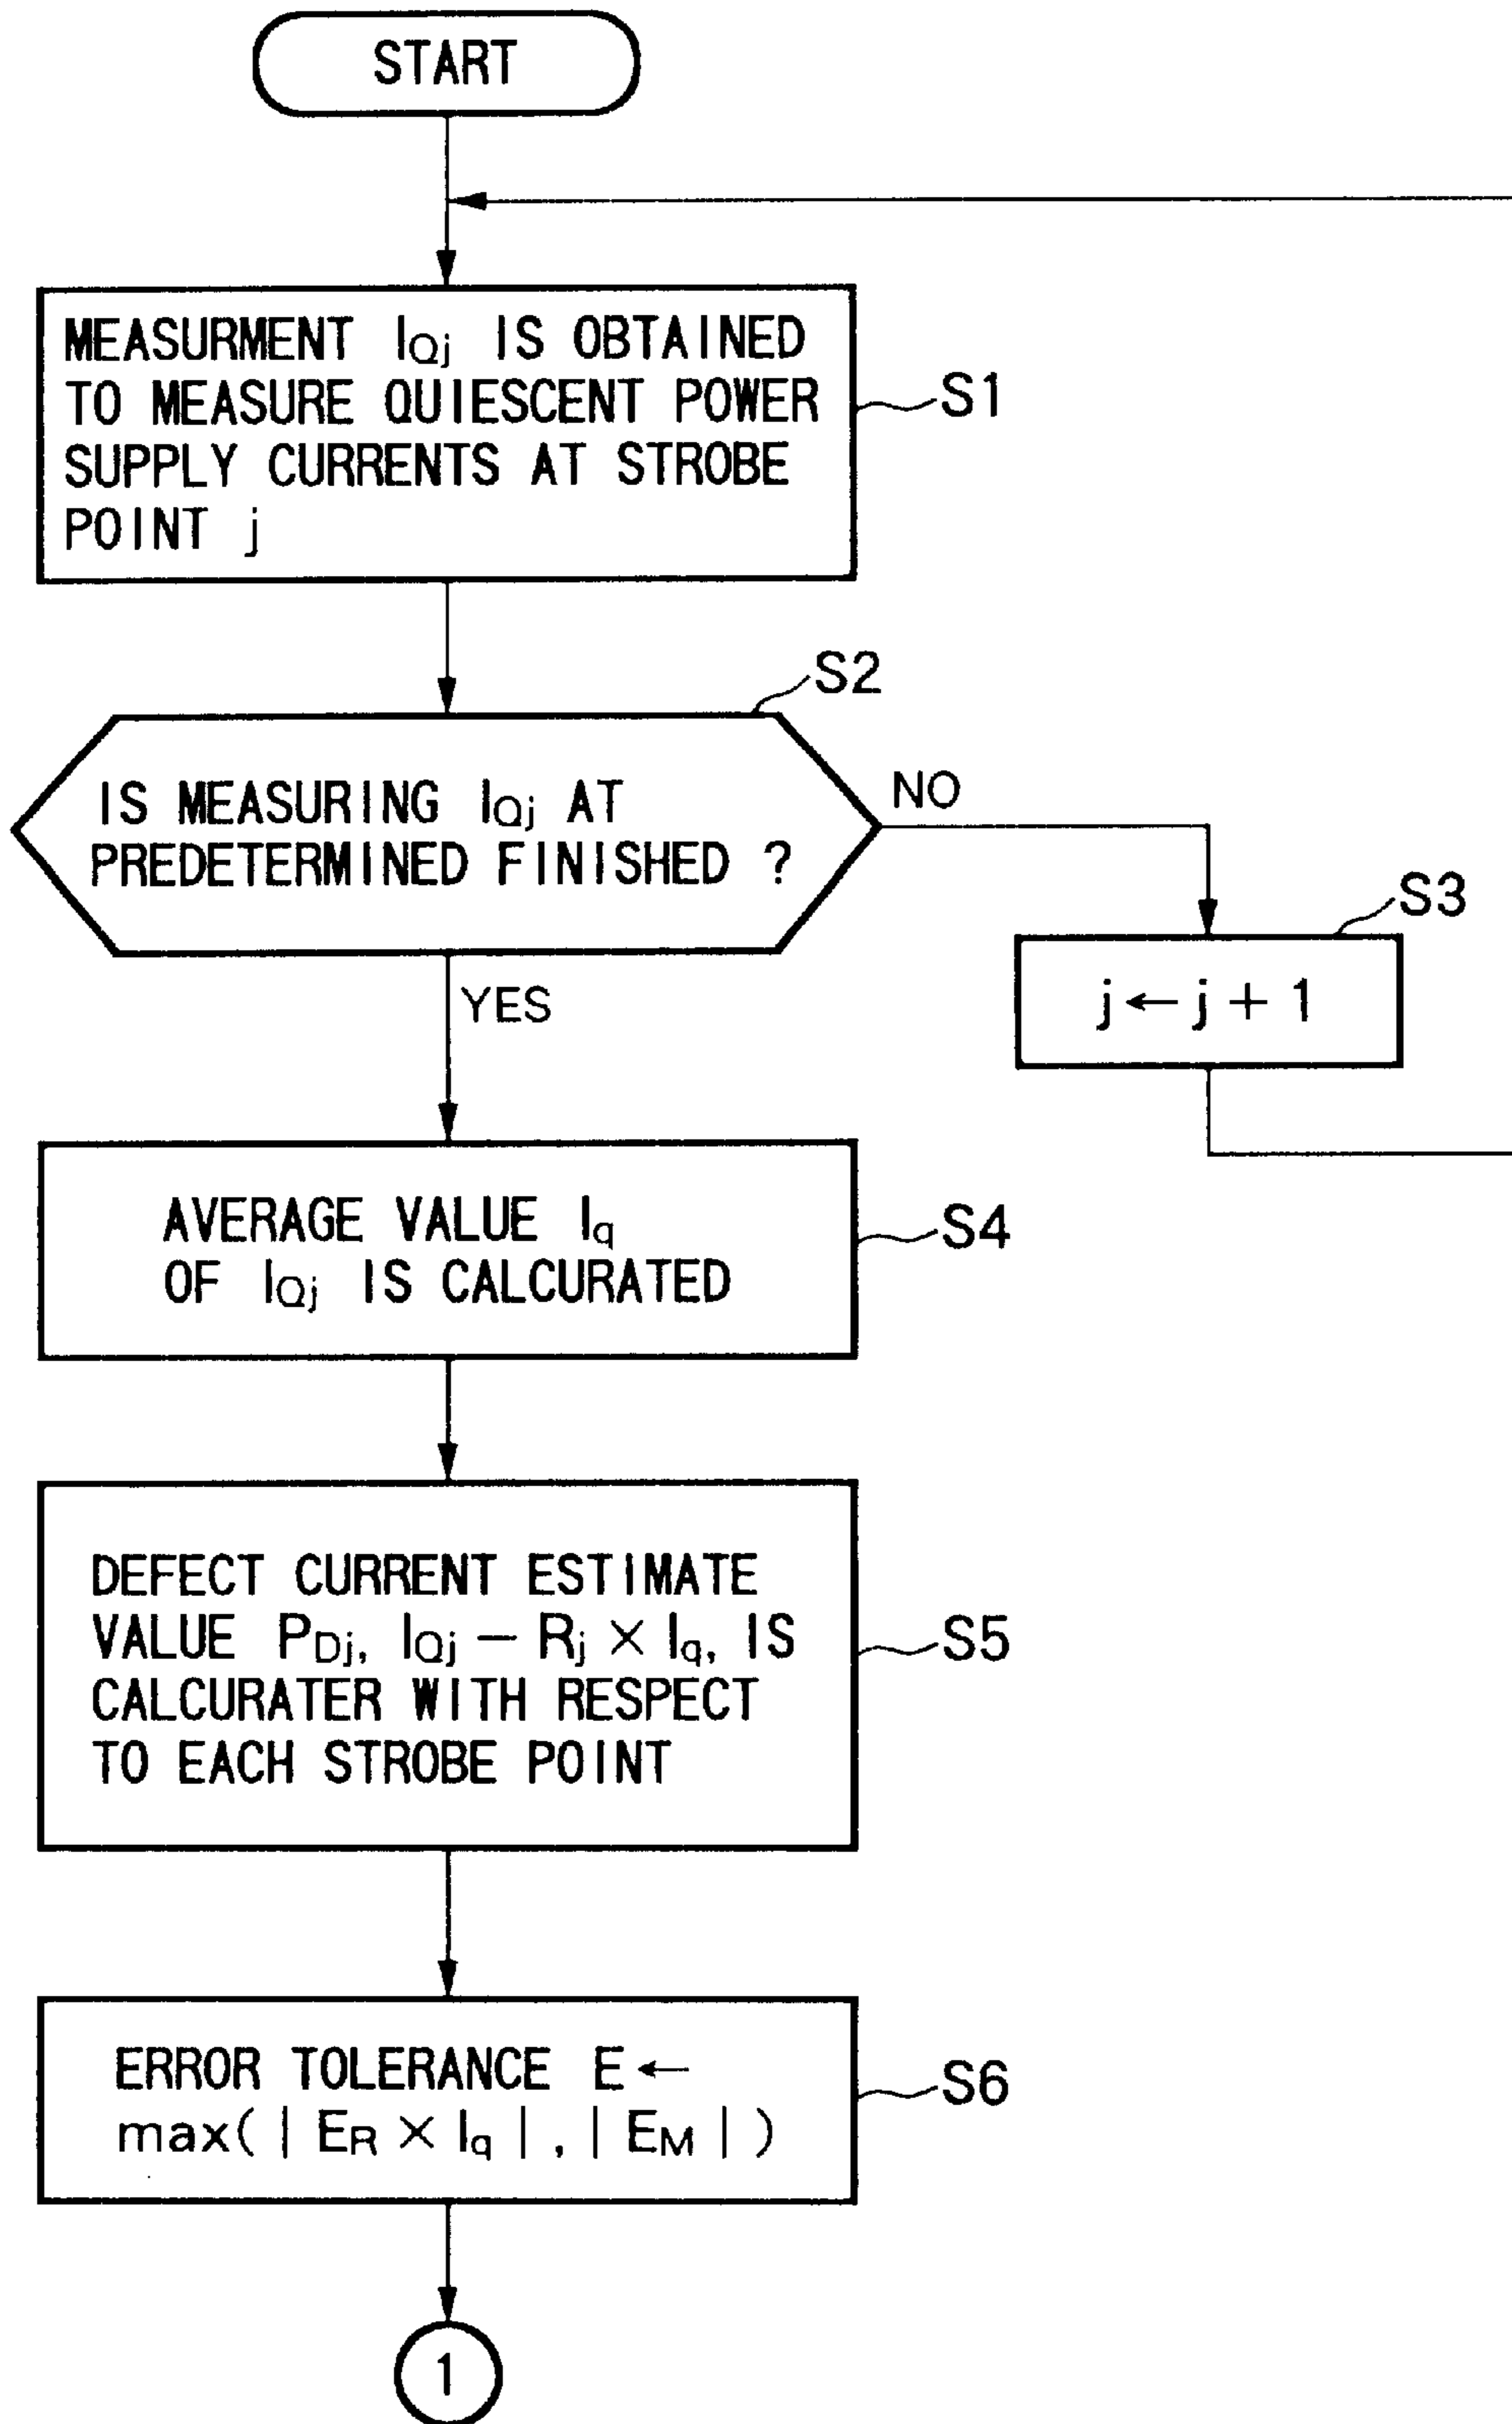 START
MEASURMENT IQj IS OBTAINED
TO MEASURE QUIESCENT POWER
SUPPLY CURRENTS AT STROBE
POINT j
S1
S2
IS MEASURING IQj AT
PREDETERMINED FINISHED ?
NO
S3
j ← j + 1
YES
AVERAGE VALUE Iq
OF IQj IS CALCURATED
S4
DEFECT CURRENT ESTIMATE
VALUE PDj, IQj − Rj × Iq, IS
CALCURATER WITH RESPECT
TO EACH STROBE POINT
S5
ERROR TOLERANCE E ←
max( | ER × Iq | , | EM | )
S6
1